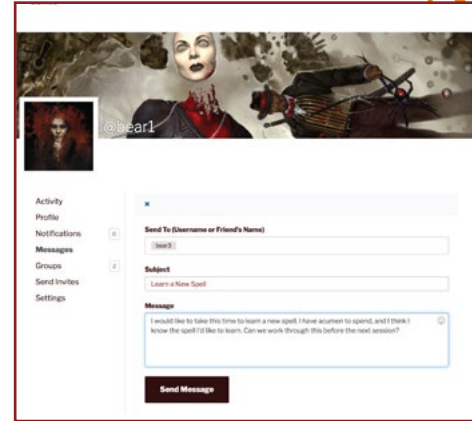 @bear1
Activity
Profile
Notifications 0
Messages
Groups 2
Send Invites
Settings
×
Send To (Username or Friend's Name)
bear3
Subject
Learn a New Spell
Message
I would like to take this time to learn a new spell. I have acumen to spend, and I think I
know the spell I'd like to learn. Can we work through this before the next session?
Send Message